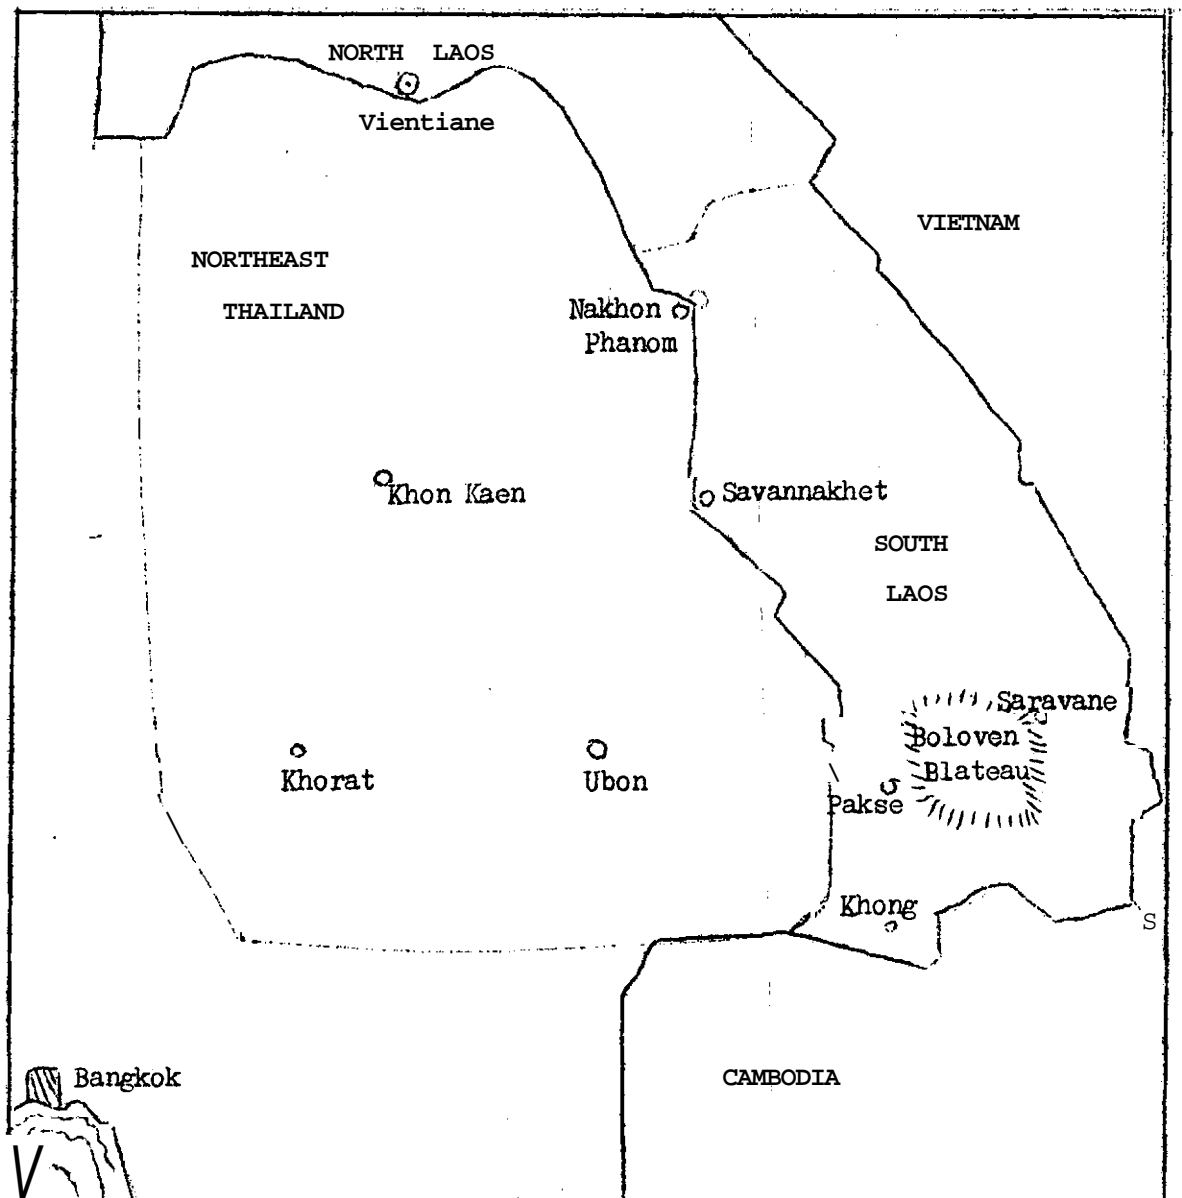 NORTH LAOS
Vientiane
VIETNAM
NORTHEAST
THAILAND
Nakhon
Phanom
Khon Kaen
Savannakhet
SOUTH
LAOS
Saravane
Boloven
Blateau
Khorat
Ubon
Pakse
Khong
S
Bangkok
CAMBODIA
V